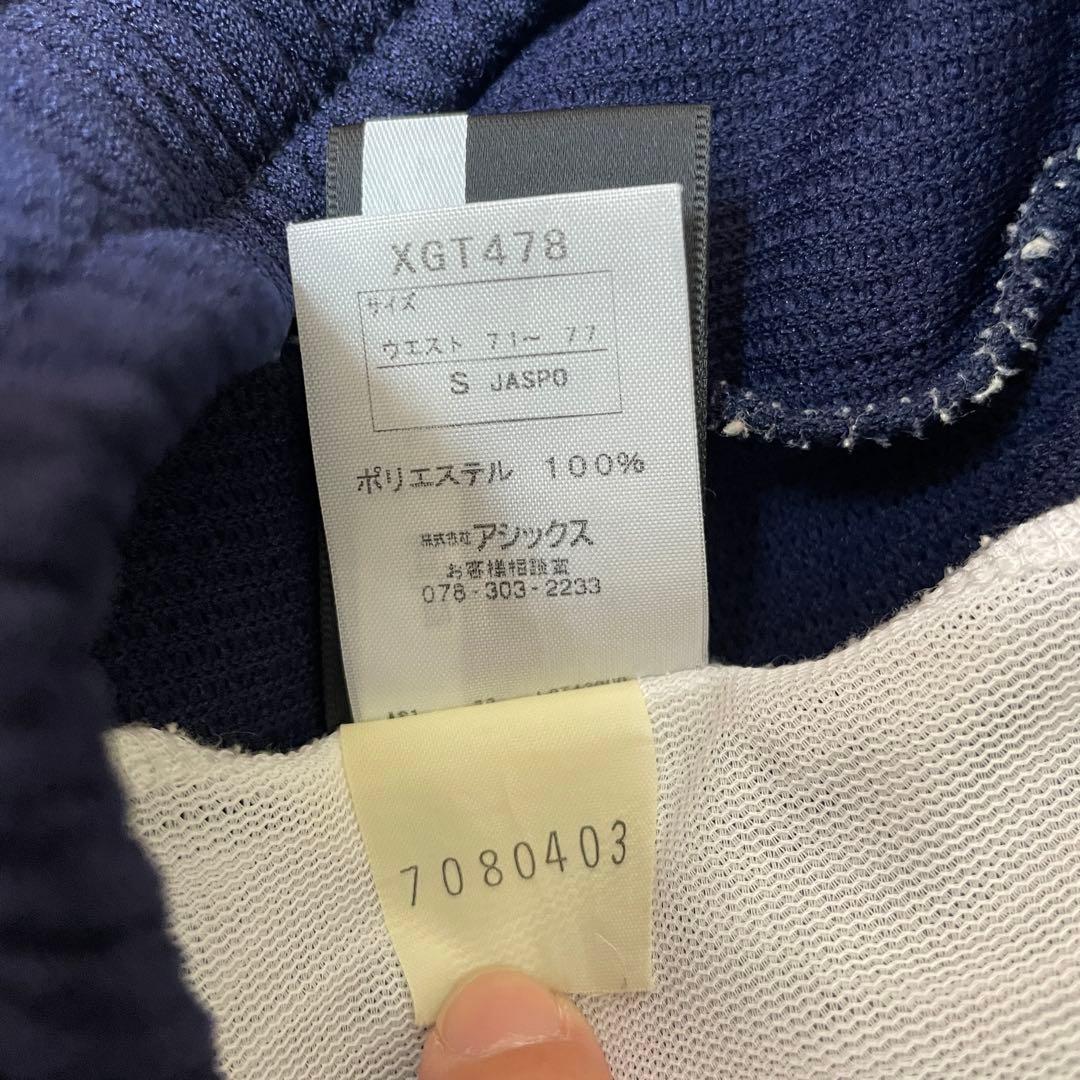 XGT478
サイズ
ウエスト 71〜 77
S JASPO
ポリエステル 100%
株式会社アシックス
お客様相談室
078-303-2233
7080403